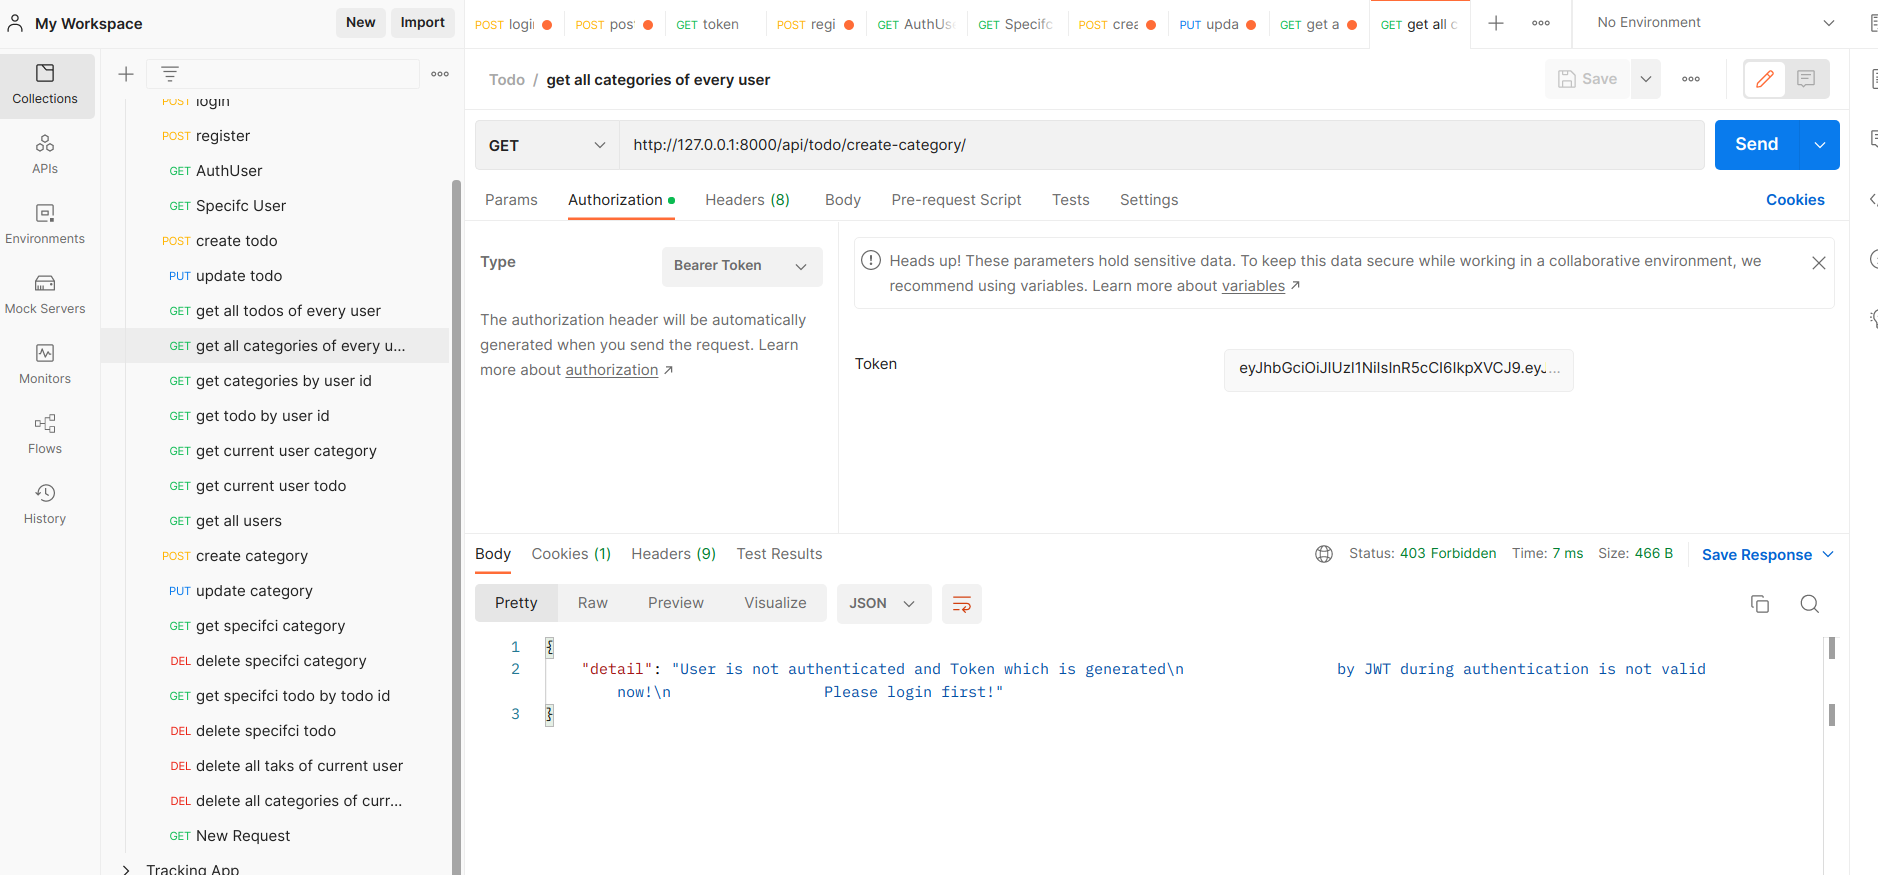 My Workspace
New
Import
POST logi
POST pos
GET token
POST regi
GET AuthUs
GET Specifc
POST crea
PUT upda
GET get a
GET get all c
No Environment
Collections
APIs
Environments
Mock Servers
Monitors
Flows
History
POST login
POST register
GET AuthUser
GET Specifc User
POST create todo
PUT update todo
GET get all todos of every user
GET get all categories of every u...
GET get categories by user id
GET get todo by user id
GET get current user category
GET get current user todo
GET get all users
POST create category
PUT update category
GET get specifci category
DEL delete specifci category
GET get specifci todo by todo id
DEL delete specifci todo
DEL delete all taks of current user
DEL delete all categories of curr...
GET New Request
Tracking App
Todo / get all categories of every user
Save
GET
http://127.0.0.1:8000/api/todo/create-category/
Send
Params
Authorization
Headers (8)
Body
Pre-request Script
Tests
Settings
Cookies
Type
Bearer Token
The authorization header will be automatically
generated when you send the request. Learn
more about authorization ↗
Heads up! These parameters hold sensitive data. To keep this data secure while working in a collaborative environment, we
recommend using variables. Learn more about variables ↗
Token
Body
Cookies (1)
Headers (9)
Test Results
Status: 403 Forbidden
Time: 7 ms
Size: 466 B
Save Response
Pretty
Raw
Preview
Visualize
JSON
1 {
2 "detail": "User is not authenticated and Token which is generated\n by JWT during authentication is not valid
now!\n Please login first!"
3 }